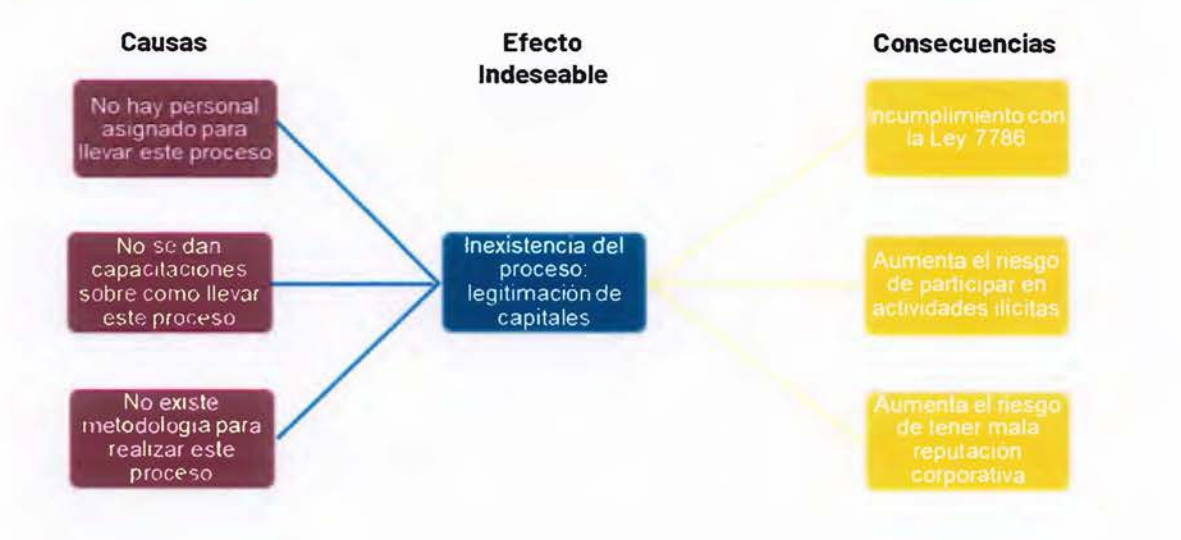 Causas
Efecto
Indeseable
Consecuencias
No hay personal
asignado para
llevar este proceso
No se dan
capacitaciones
sobre como llevar
este proceso
No existe
metodología para
realizar este
proceso
Inexistencia del
proceso:
legitimación de
capitales
Incumplimiento con
la Ley 7786
Aumenta el riesgo
de participar en
actividades ilícitas
Aumenta el riesgo
de tener mala
reputación
corporativa